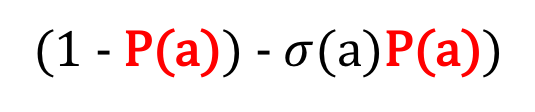 (1 - P(a)) - σ(a)P(a))